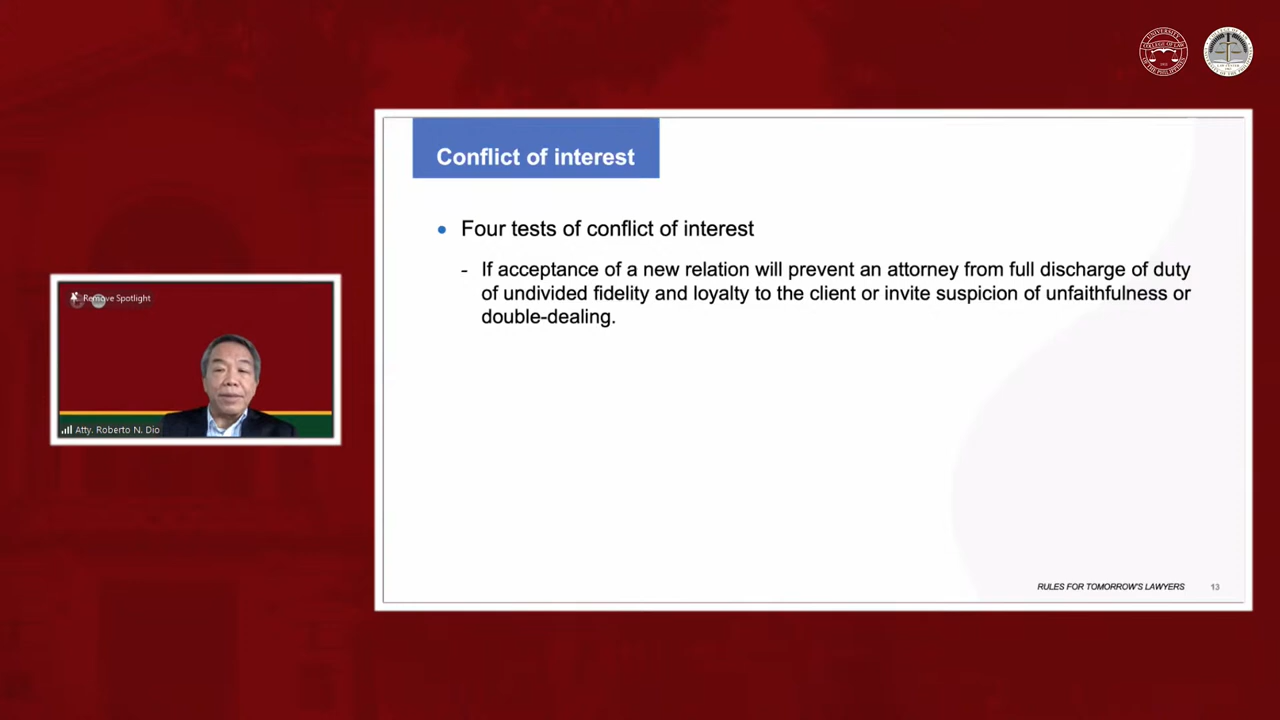 Conflict of interest
• Four tests of conflict of interest
- If acceptance of a new relation will prevent an attorney from full discharge of duty
of undivided fidelity and loyalty to the client or invite suspicion of unfaithfulness or
double-dealing.
Remove Spotlight
Atty. Roberto N. Dio
RULES FOR TOMORROW'S LAWYERS 13